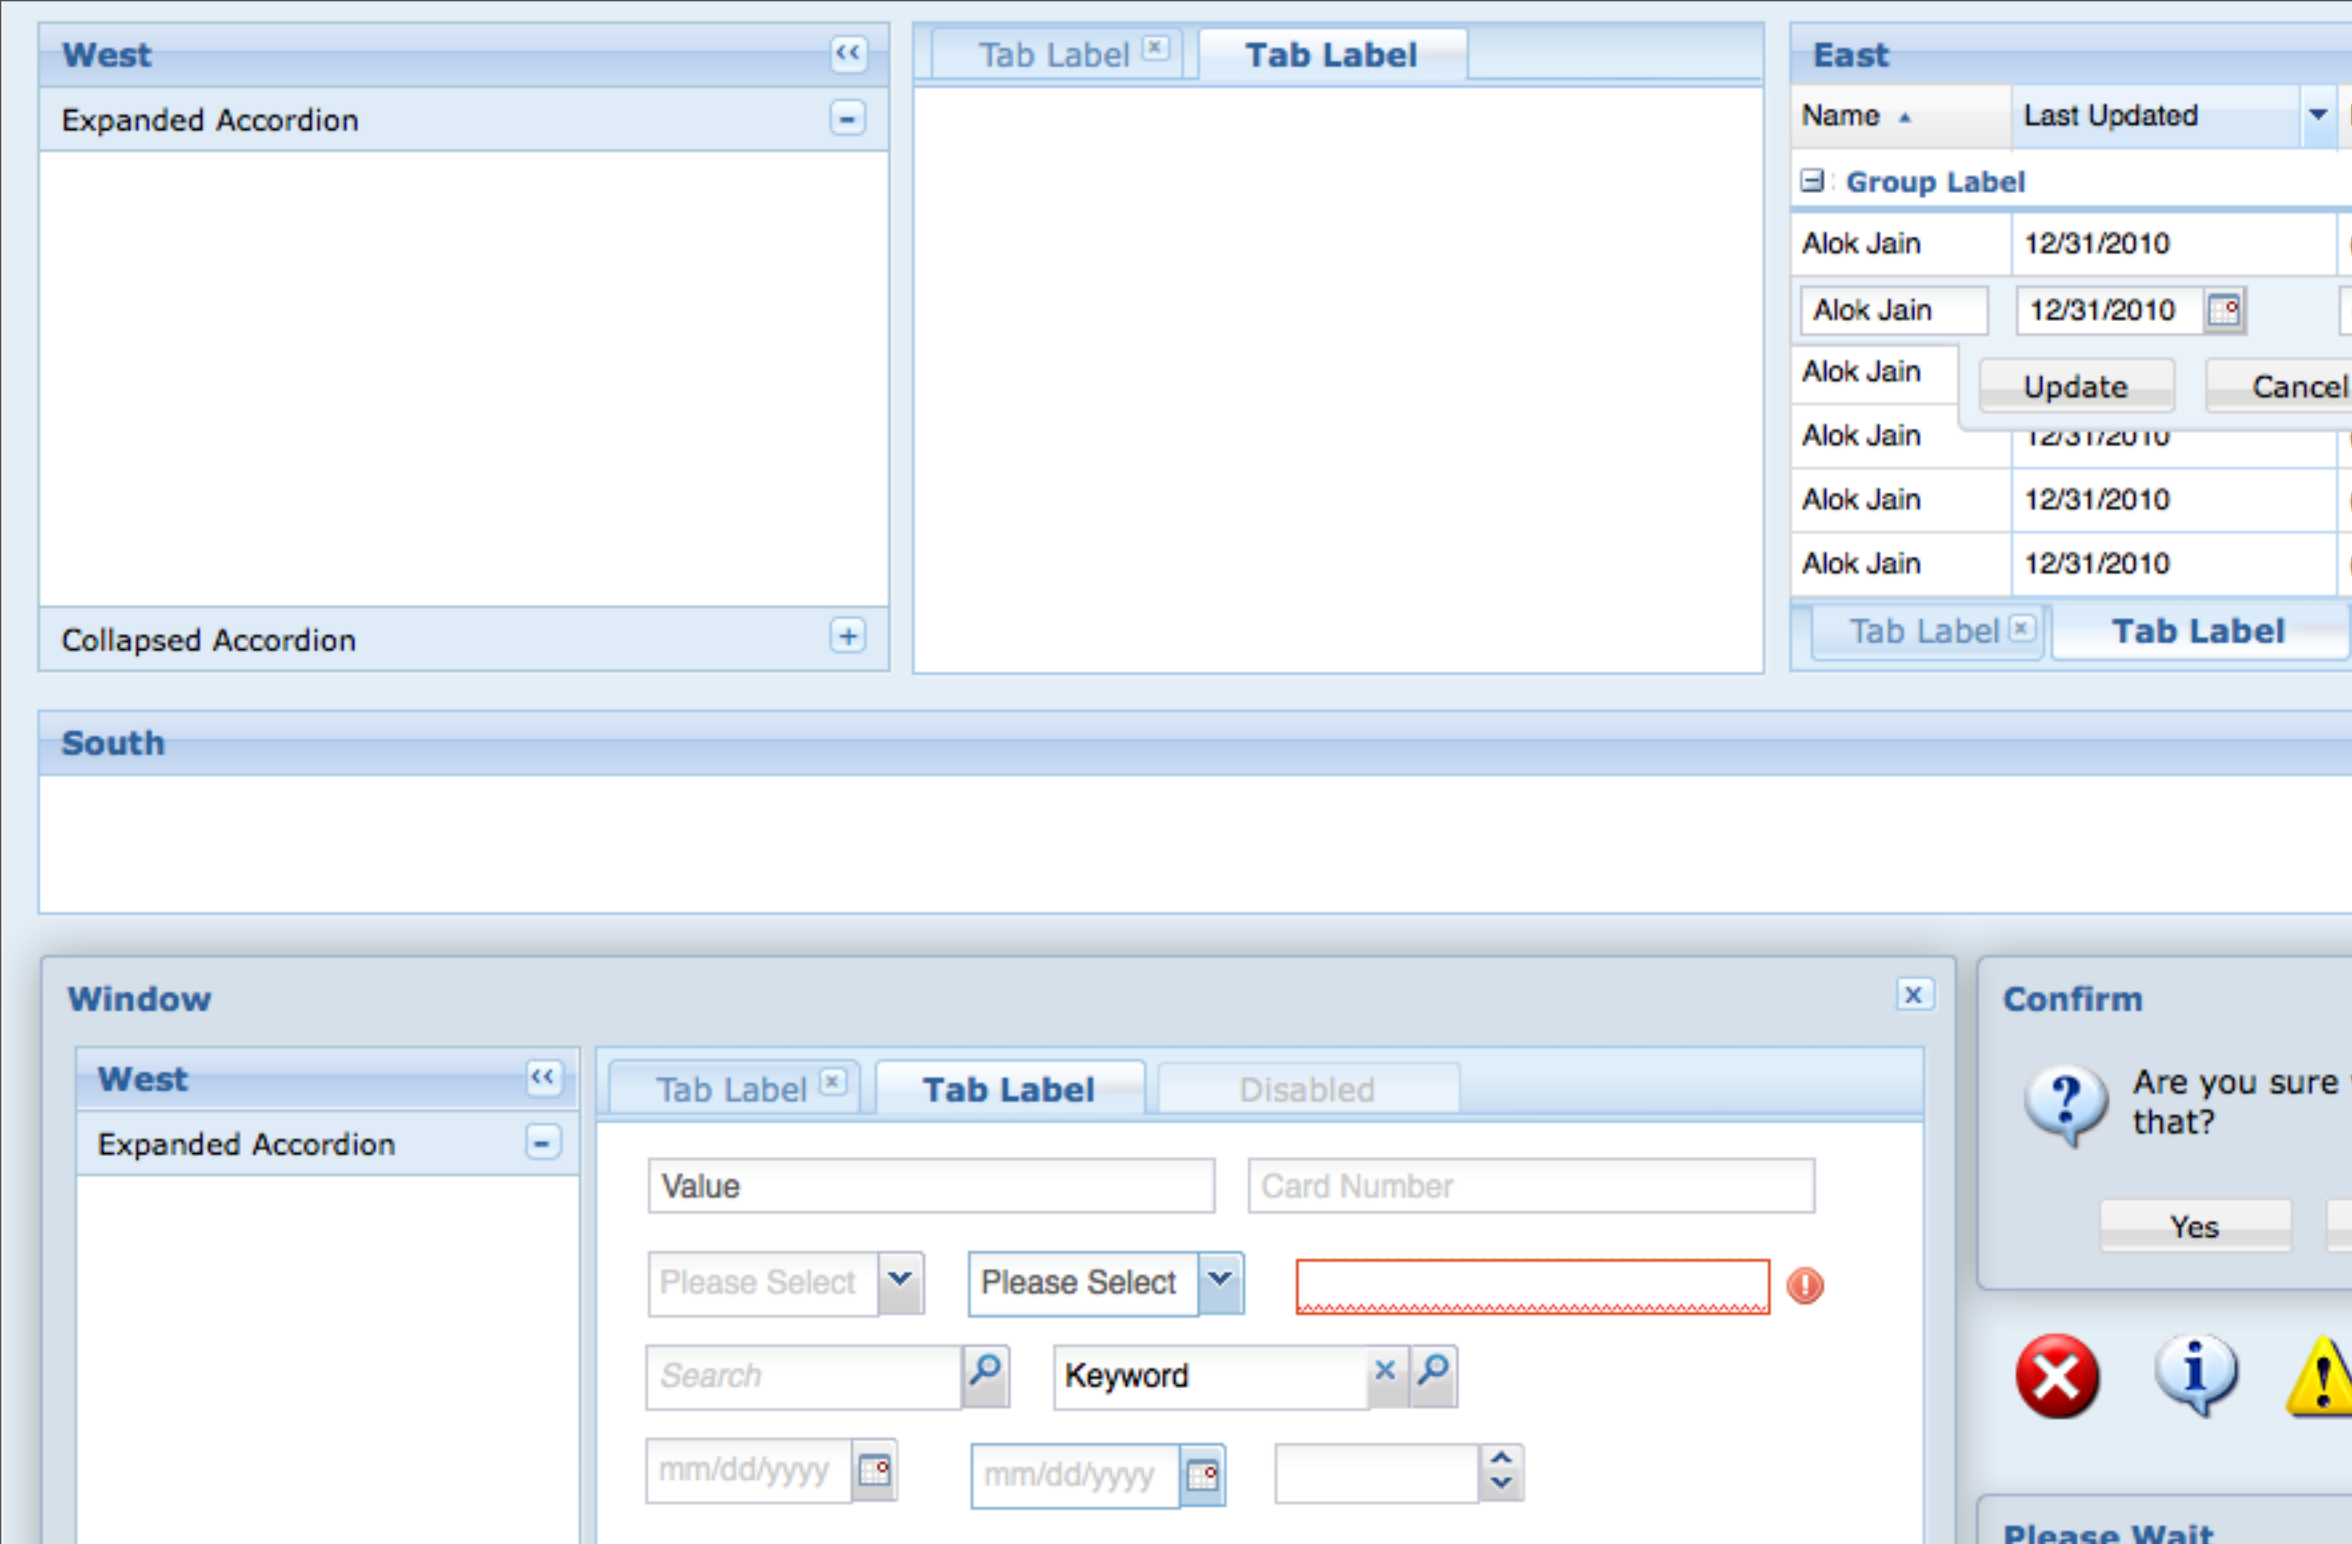 West
Expanded Accordion
Collapsed Accordion
Tab Label
Tab Label
East
Name
Last Updated
Group Label
Alok Jain 12/31/2010
Alok Jain 12/31/2010
Alok Jain
Update
Cancel
Alok Jain 12/31/2010
Alok Jain 12/31/2010
Alok Jain 12/31/2010
Tab Label
Tab Label
South
Window
West
Expanded Accordion
Tab Label
Tab Label
Disabled
Value
Card Number
Please Select
Please Select
Search
Keyword
mm/dd/yyyy
mm/dd/yyyy
Confirm
Are you sure
that?
Yes
Please Wait